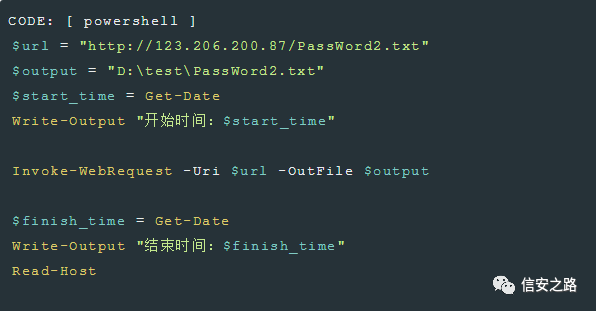 CODE: [ powershell ]
$url = "http://123.206.200.87/PassWord2.txt"
$output = "D:\test\PassWord2.txt"
$start_time = Get-Date
Write-Output "开始时间: $start_time"
Invoke-WebRequest -Uri $url -OutFile $output
$finish_time = Get-Date
Write-Output "结束时间: $finish_time"
Read-Host
信安之路